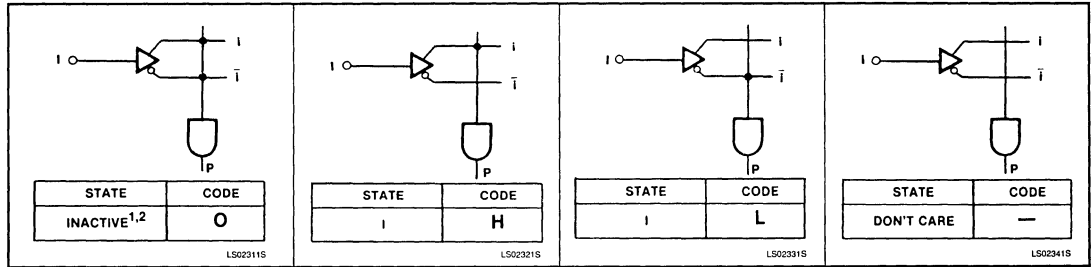 I
i
i̅
P
STATE CODE
INACTIVE1,2 O
LS02311S
I
i
i̅
P
STATE CODE
I H
LS02321S
I
i
i̅
P
STATE CODE
I L
LS02331S
I
i
i̅
P
STATE CODE
DON'T CARE —
LS02341S